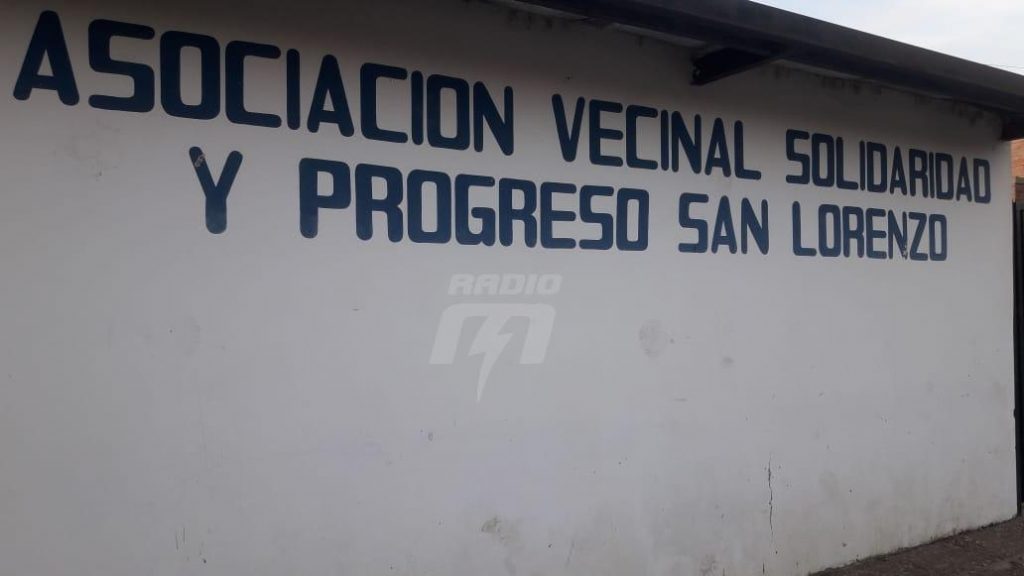 ASOCIACION VECINAL SOLIDARIDAD
Y PROGRESO SAN LORENZO
RADIO
M